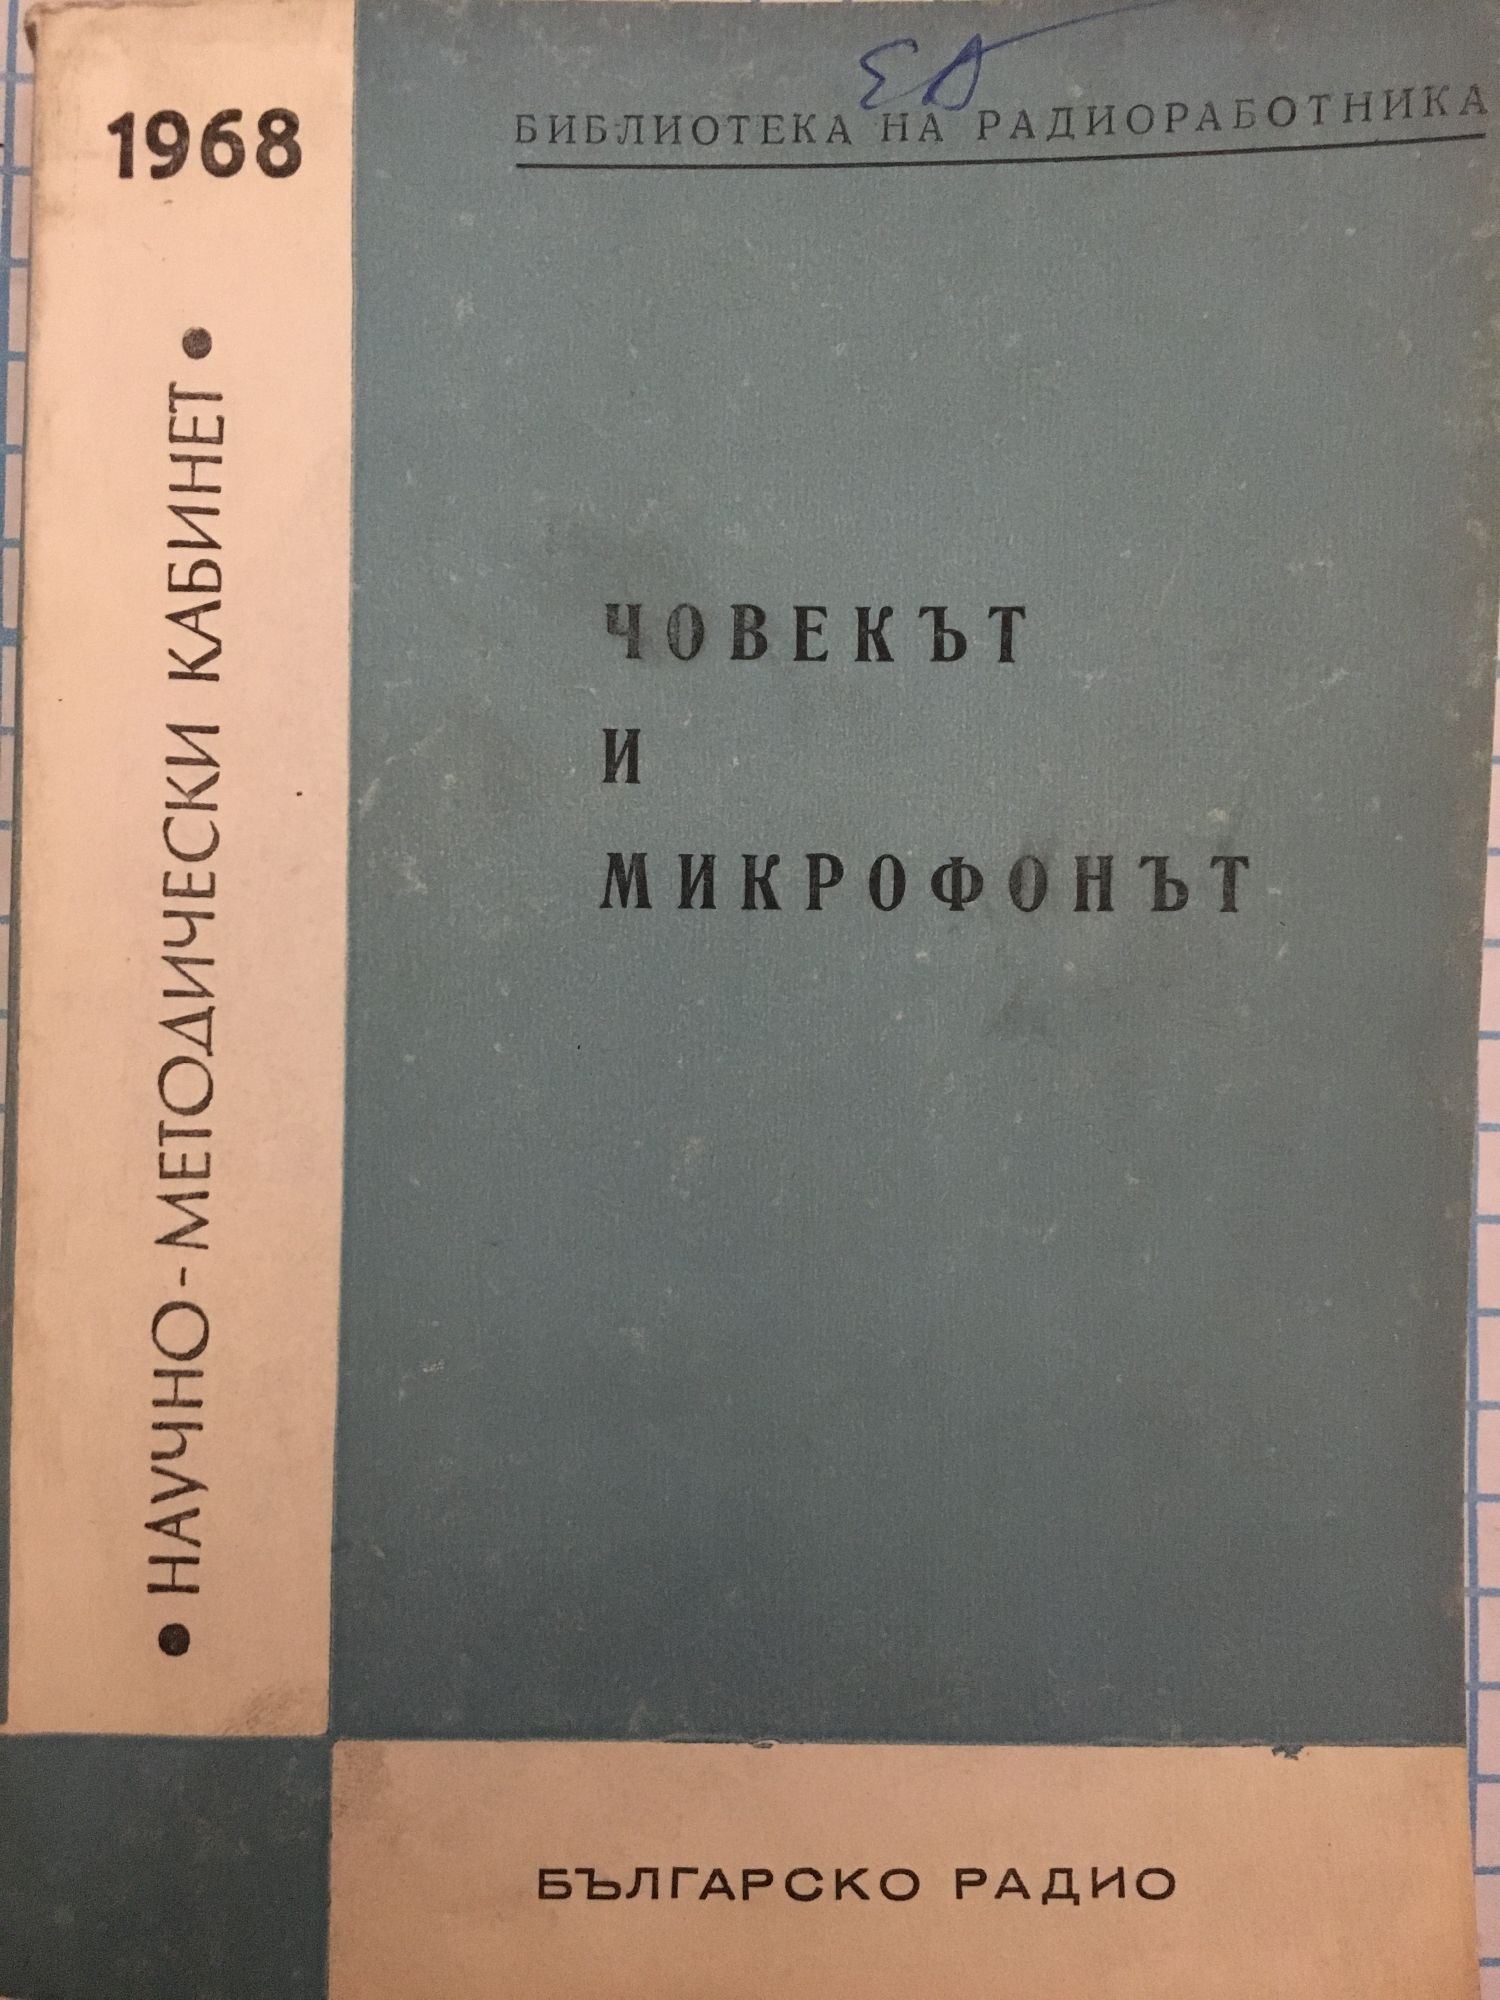 1968
БИБЛИОТЕКА НА РАДИОРАБОТНИКА
• НАУЧНО-МЕТОДИЧЕСКИ КАБИНЕТ •
ЧОВЕКЪТ
И
МИКРОФОНЪТ
БЪЛГАРСКО РАДИО